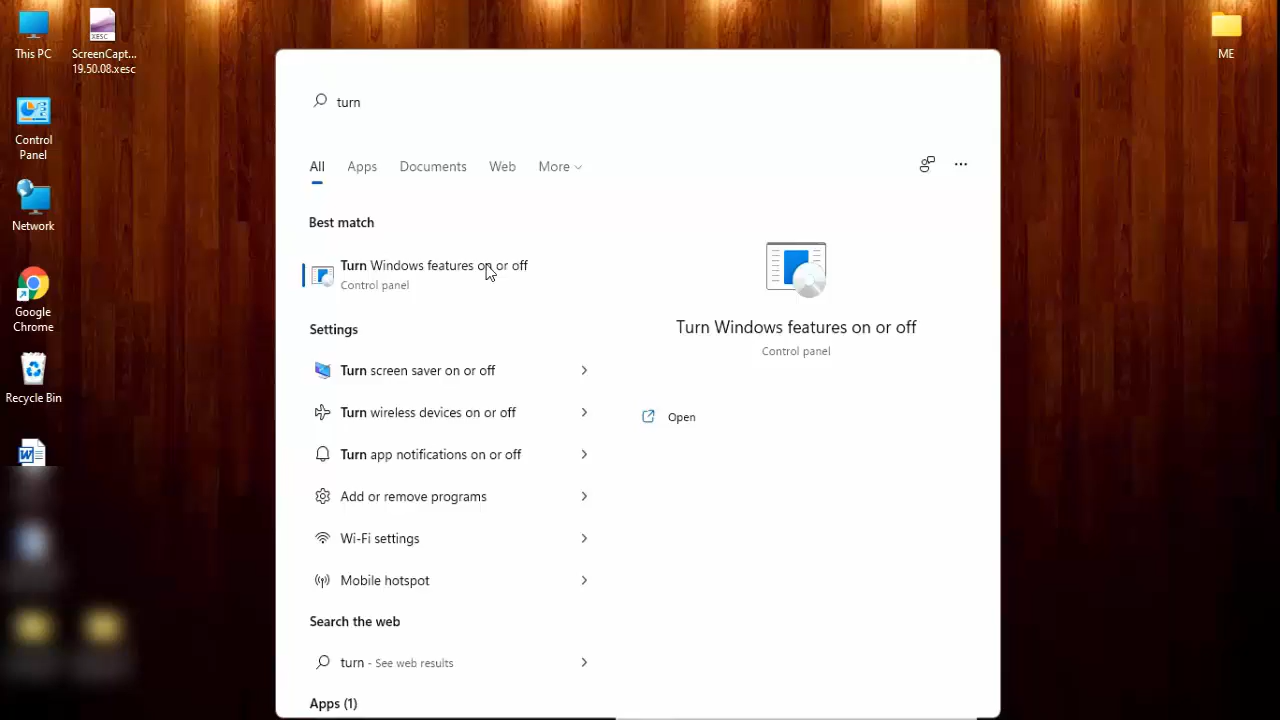 This PC
ScreenCapt...
19.50.08.xesc
XESC
Control
Panel
Network
Google
Chrome
Recycle Bin
W
ME
turn
All
Apps
Documents
Web
More
Best match
Turn Windows features on or off
Control panel
Settings
Turn screen saver on or off
Turn wireless devices on or off
Turn app notifications on or off
Add or remove programs
Wi-Fi settings
Mobile hotspot
Search the web
turn - See web results
Apps (1)
Turn Windows features on or off
Control panel
Open